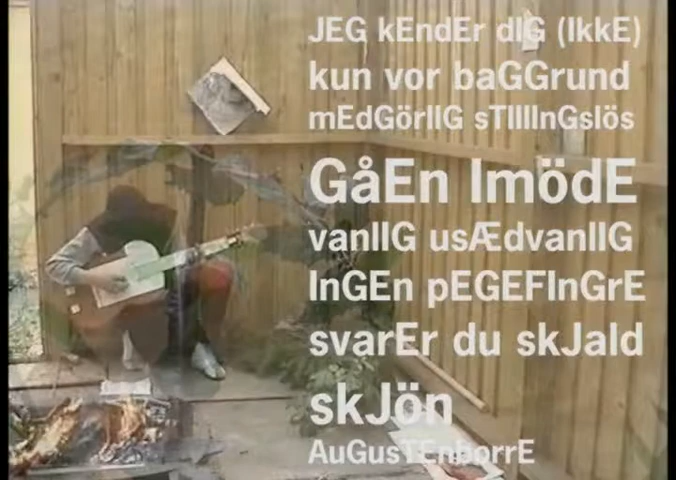 JEG kEndEr dIG (IkkE)
kun vor baGGrund
mEdGörlIG sTIllInGslös
GåEn ImödE
vanlIG usÆdvanlIG
InGEn pEGEFInGrE
svarEr du skJald
skJön
AuGusTEnborrE